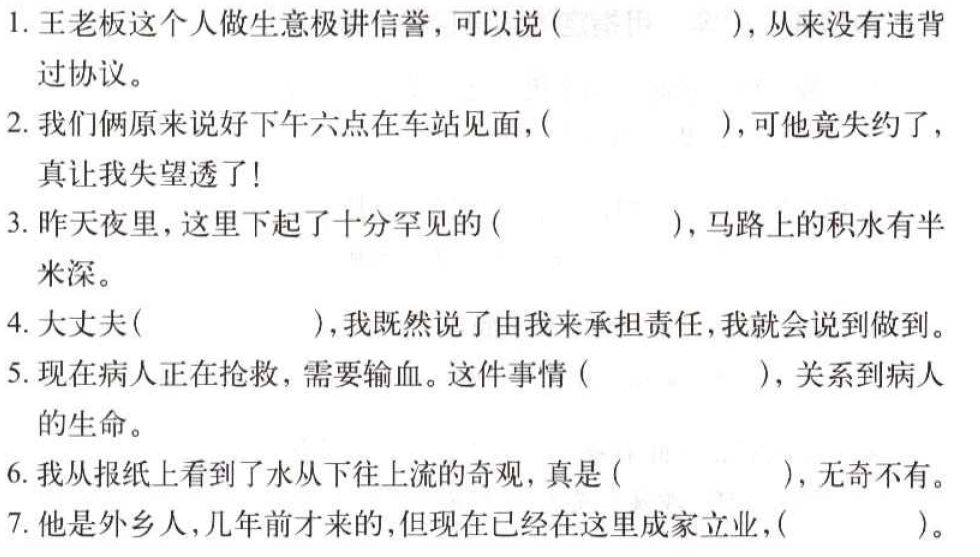 1. 王老板这个人做生意极讲信誉，可以说（　　　　），从来没有违背
过协议。
2. 我们俩原来说好下午六点在车站见面，（　　　　），可他竟失约了，
真让我失望透了！
3. 昨天夜里，这里下起了十分罕见的（　　　　），马路上的积水有半
米深。
4. 大丈夫（　　　　），我既然说了由我来承担责任，我就会说到做到。
5. 现在病人正在抢救，需要输血。这件事情（　　　　），关系到病人
的生命。
6. 我从报纸上看到了水从下往上流的奇观，真是（　　　　），无奇不有。
7. 他是外乡人，几年前才来的，但现在已经在这里成家立业，（　　　　）。